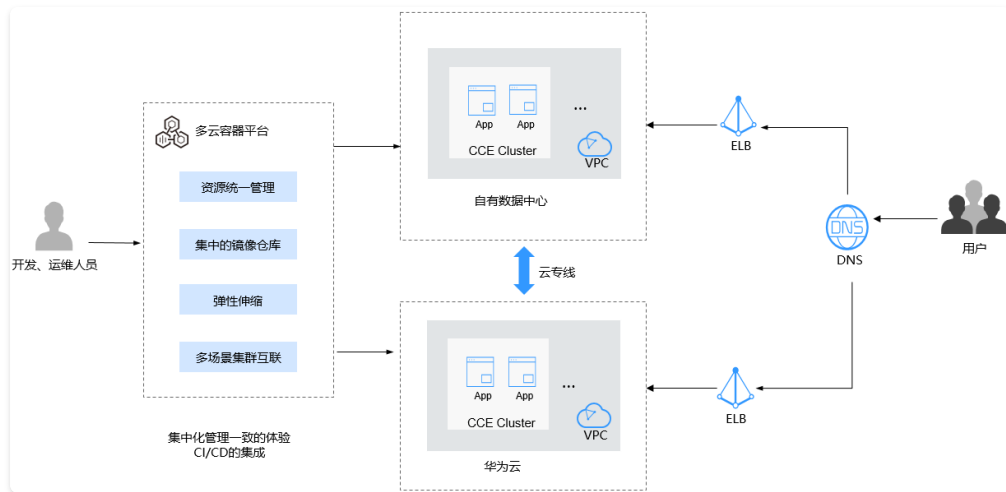 多云容器平台
资源统一管理
集中的镜像仓库
弹性伸缩
多场景集群互联
开发、运维人员
集中化管理一致的体验
CI/CD的集成
App
App
...
CCE Cluster
VPC
自有数据中心
云专线
App
App
...
CCE Cluster
VPC
华为云
ELB
ELB
DNS
DNS
用户